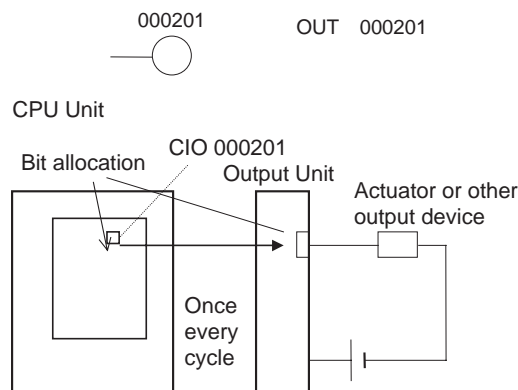 000201
OUT 000201
CPU Unit
Bit allocation
CIO 000201
Output Unit
Actuator or other
output device
Once
every
cycle